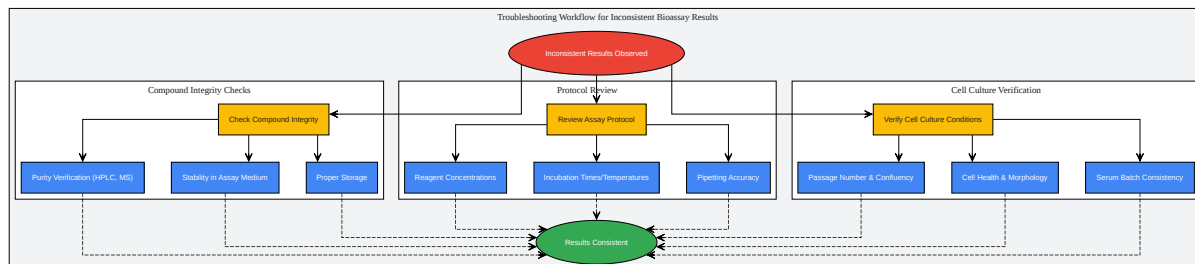 Troubleshooting Workflow for Inconsistent Bioassay Results
Inconsistent Results Observed
Compound Integrity Checks
Protocol Review
Cell Culture Verification
Check Compound Integrity
Review Assay Protocol
Verify Cell Culture Conditions
Purity Verification (HPLC, MS)
Stability in Assay Medium
Proper Storage
Reagent Concentrations
Incubation Times/Temperatures
Pipetting Accuracy
Passage Number & Confluency
Cell Health & Morphology
Serum Batch Consistency
Results Consistent